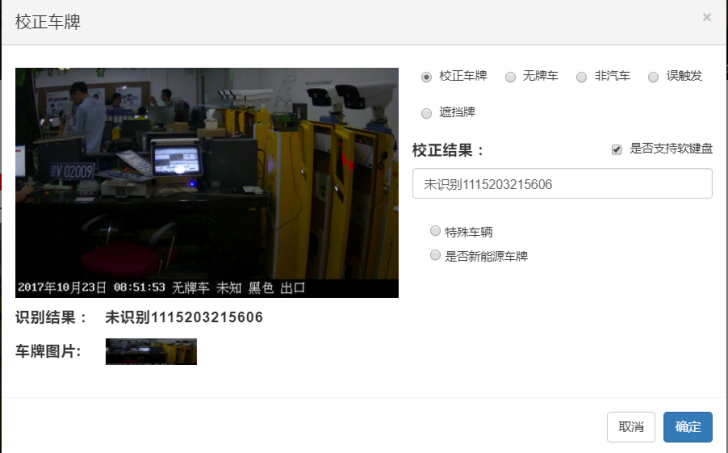 校正车牌
×
校正车牌 无牌车 非汽车 误触发
遮挡牌
校正结果： 是否支持软键盘
未识别1115203215606
特殊车辆
是否新能源车牌
V 02009
2017年10月23日 08:51:53 无牌车 未知 黑色 出口
识别结果： 未识别1115203215606
车牌图片:
取消 确定